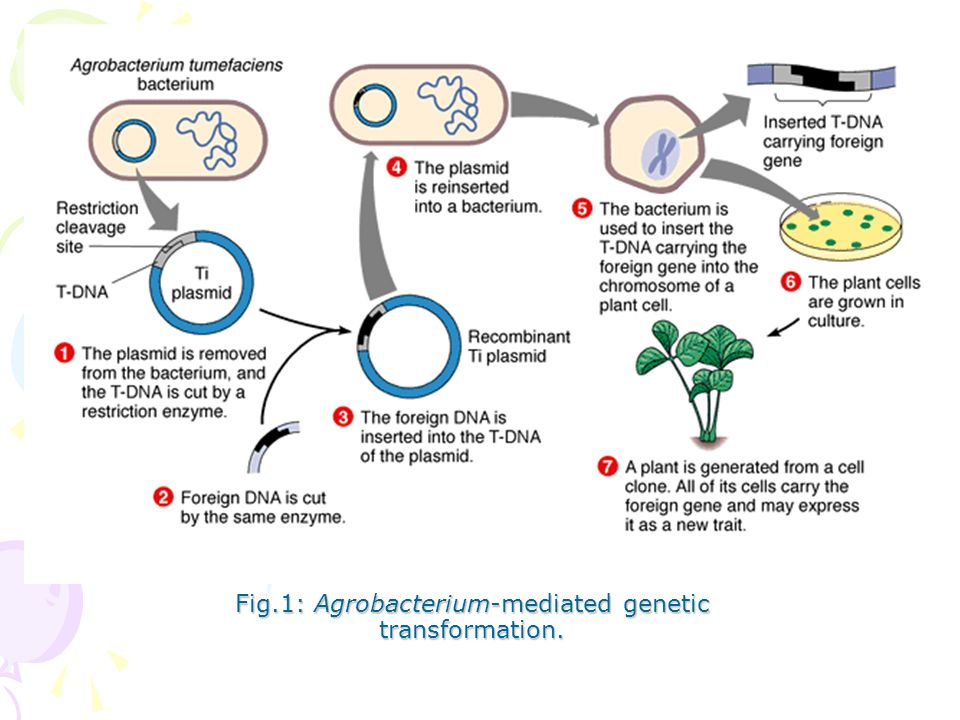 Agrobacterium tumefaciens
bacterium
Restriction
cleavage
site
T-DNA
Ti
plasmid
1 The plasmid is removed
from the bacterium, and
the T-DNA is cut by a
restriction enzyme.
2 Foreign DNA is cut
by the same enzyme.
Recombinant
Ti plasmid
3 The foreign DNA is
inserted into the T-DNA
of the plasmid.
4 The plasmid
is reinserted
into a bacterium.
5 The bacterium is
used to insert the
T-DNA carrying the
foreign gene into the
chromosome of a
plant cell.
Inserted T-DNA
carrying foreign
gene
6 The plant cells
are grown in
culture.
7 A plant is generated from a cell
clone. All of its cells carry the
foreign gene and may express
it as a new trait.
Fig.1: Agrobacterium-mediated genetic
transformation.